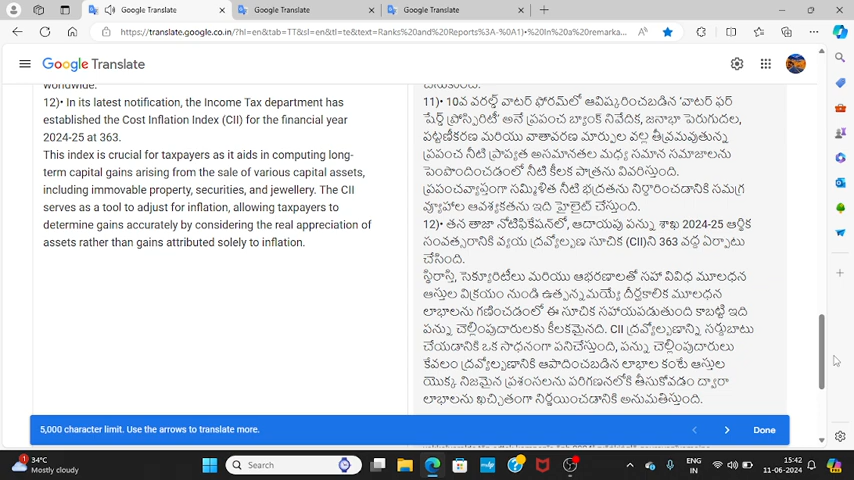 Google Translate
Google Translate
Google Translate
https://translate.google.co.in/?hl=en&tab=TT&sl=en&tl=te&text=Ranks%20and%20Reports%3A-%0A1)•%20In%20a%20remarka...
Google Translate
worldwide.
12)• In its latest notification, the Income Tax department has
established the Cost Inflation Index (CII) for the financial year
2024-25 at 363.
This index is crucial for taxpayers as it aids in computing long-
term capital gains arising from the sale of various capital assets,
including immovable property, securities, and jewellery. The CII
serves as a tool to adjust for inflation, allowing taxpayers to
determine gains accurately by considering the real appreciation of
assets rather than gains attributed solely to inflation.
చేసుకుంది.
11)• 10వ వరల్డ్ వాటర్ ఫోరమ్‌లో ఆవిష్కరించబడిన 'వాటర్ ఫర్
షేర్డ్ ప్రోస్పెరిటీ' అనే ప్రపంచ బ్యాంక్ నివేదిక, జనాభా పెరుగుదల,
పట్టణీకరణ మరియు వాతావరణ మార్పుల వల్ల తీవ్రమవుతున్న
ప్రపంచ నీటి ప్రాప్యత అసమానతల మధ్య సమాన సమాజాలను
పెంపొందించడంలో నీటి కీలక పాత్రను వివరిస్తుంది.
ప్రపంచవ్యాప్తంగా సమ్మిళిత నీటి భద్రతను నిర్ధారించడానికి సమగ్ర
వ్యూహాల ఆవశ్యకతను ఇది హైలైట్ చేస్తుంది.
12)• తన తాజా నోటిఫికేషన్‌లో, ఆదాయపు పన్ను శాఖ 2024-25 ఆర్థిక
సంవత్సరానికి వ్యయ ద్రవ్యోల్బణ సూచిక (CII)ని 363 వద్ద ఏర్పాటు
చేసింది.
స్థిరాస్తి, సెక్యూరిటీలు మరియు ఆభరణాలతో సహా వివిధ మూలధన
ఆస్తుల విక్రయం నుండి ఉత్పన్నమయ్యే దీర్ఘకాలిక మూలధన
లాభాలను గణించడంలో ఈ సూచిక సహాయపడుతుంది కాబట్టి ఇది
పన్ను చెల్లింపుదారులకు కీలకమైనది. CII ద్రవ్యోల్బణాన్ని సర్దుబాటు
చేయడానికి ఒక సాధనంగా పనిచేస్తుంది, పన్ను చెల్లింపుదారులు
కేవలం ద్రవ్యోల్బణానికి ఆపాదించబడిన లాభాల కంటే ఆస్తుల
యొక్క నిజమైన ప్రశంసలను పరిగణనలోకి తీసుకోవడం ద్వారా
లాభాలను ఖచ్చితంగా నిర్ణయించడానికి అనుమతిస్తుంది.
5,000 character limit. Use the arrows to translate more.
Done
34°C
Mostly cloudy
Search
ENG
IN
15:42
11-06-2024